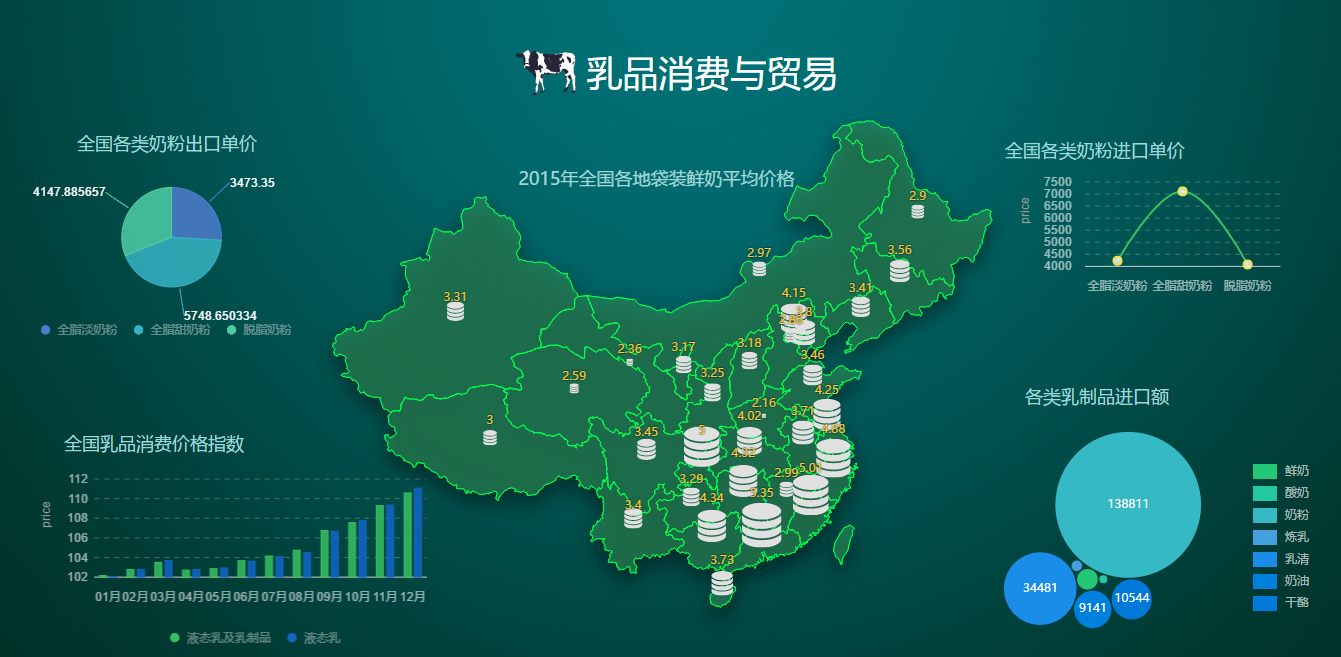 乳品消费与贸易
全国各类奶粉出口单价
4147.885657
3473.35
5748.650334
全脂淡奶粉 全脂甜奶粉 脱脂奶粉
全国乳品消费价格指数
price
112
110
108
106
104
102
01月 02月 03月 04月 05月 06月 07月 08月 09月 10月 11月 12月
液态乳及乳制品 液态乳
2015年全国各地袋装鲜奶平均价格
2.9
2.97
3.56
3.31
4.15
3.41
3.8
2.36
3.17
3.18
3.46
2.59
3.25
4.25
2.16
3
4.02
3.71
3.45
5
4.88
4.32
3.29
2.99
5.01
3.4
4.34
5.35
3.73
全国各类奶粉进口单价
price
7500
7000
6500
6000
5500
5000
4500
4000
全脂淡奶粉 全脂甜奶粉 脱脂奶粉
各类乳制品进口额
138811
34481
9141
10544
鲜奶
酸奶
奶粉
炼乳
乳清
奶油
干酪